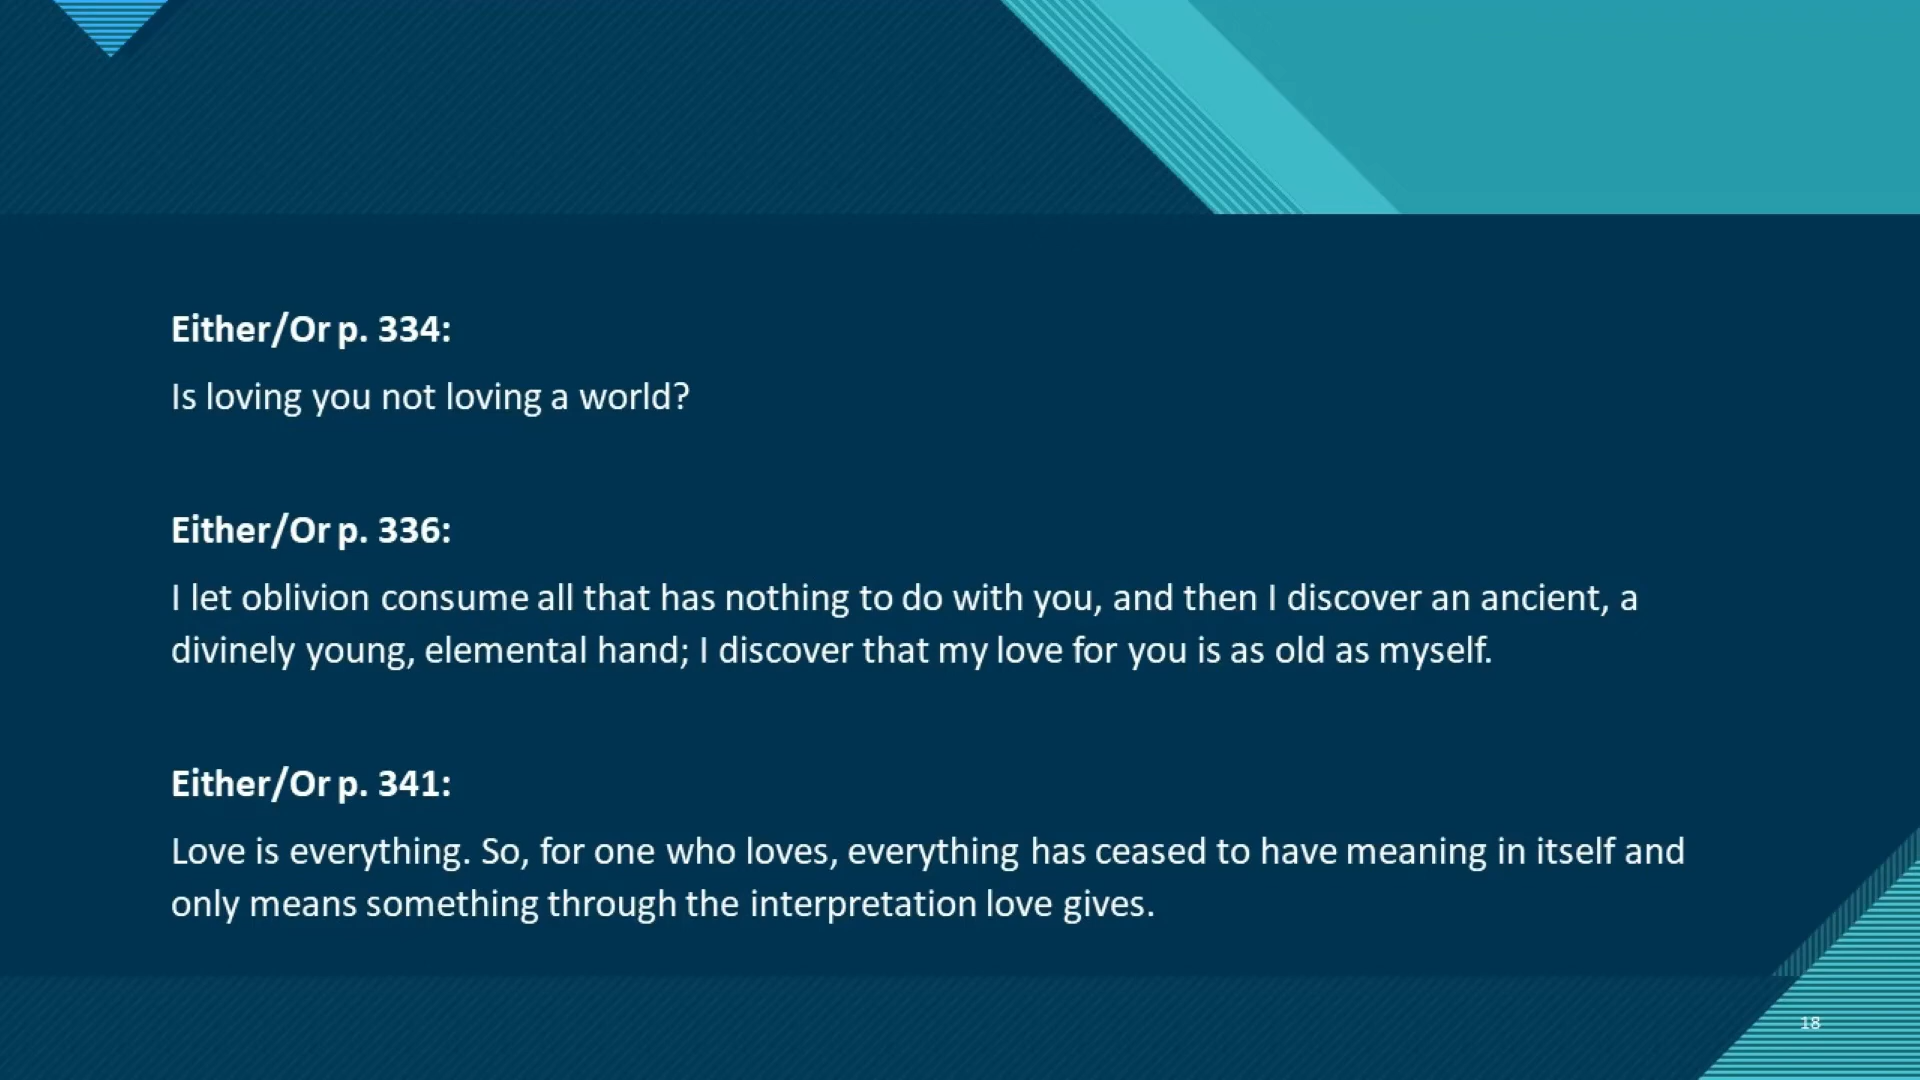 Either/Or p. 334:
Is loving you not loving a world?
Either/Or p. 336:
I let oblivion consume all that has nothing to do with you, and then I discover an ancient, a
divinely young, elemental hand; I discover that my love for you is as old as myself.
Either/Or p. 341:
Love is everything. So, for one who loves, everything has ceased to have meaning in itself and
only means something through the interpretation love gives.
18